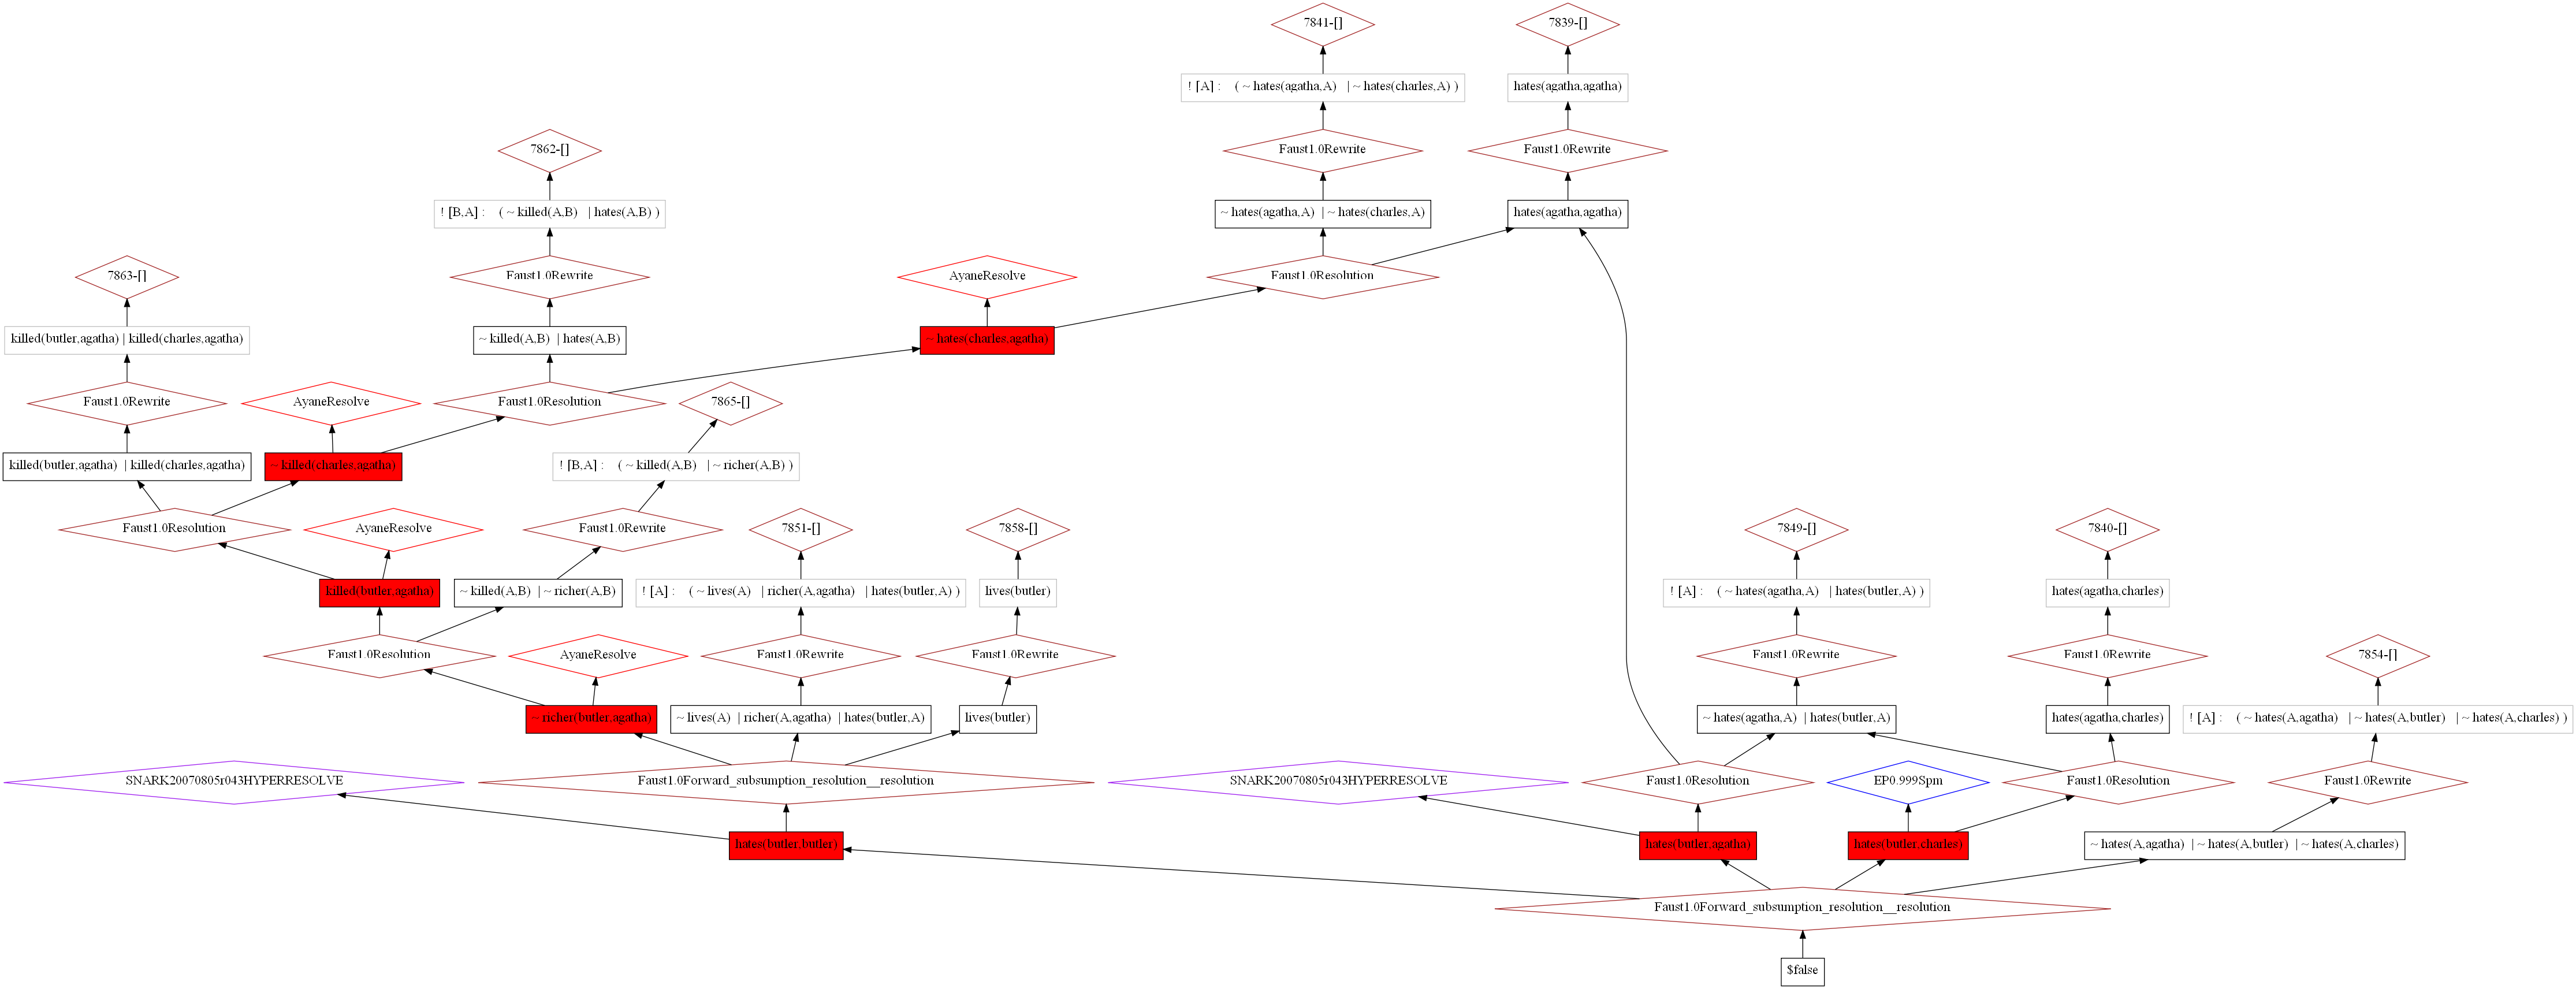 7841-[]
7839-[]
! [A] : ( ~ hates(agatha,A) | ~ hates(charles,A) )
hates(agatha,agatha)
7862-[]
Faust1.0Rewrite
Faust1.0Rewrite
! [B,A] : ( ~ killed(A,B) | hates(A,B) )
~ hates(agatha,A) | ~ hates(charles,A)
hates(agatha,agatha)
7863-[]
Faust1.0Rewrite
AyaneResolve
Faust1.0Resolution
killed(butler,agatha) | killed(charles,agatha)
~ killed(A,B) | hates(A,B)
~ hates(charles,agatha)
Faust1.0Rewrite
AyaneResolve
Faust1.0Resolution
7865-[]
killed(butler,agatha) | killed(charles,agatha)
~ killed(charles,agatha)
! [B,A] : ( ~ killed(A,B) | ~ richer(A,B) )
Faust1.0Resolution
AyaneResolve
Faust1.0Rewrite
7851-[]
7858-[]
7849-[]
7840-[]
killed(butler,agatha)
~ killed(A,B) | ~ richer(A,B)
! [A] : ( ~ lives(A) | richer(A,agatha) | hates(butler,A) )
lives(butler)
! [A] : ( ~ hates(agatha,A) | hates(butler,A) )
hates(agatha,charles)
Faust1.0Resolution
AyaneResolve
Faust1.0Rewrite
Faust1.0Rewrite
Faust1.0Rewrite
Faust1.0Rewrite
7854-[]
~ richer(butler,agatha)
~ lives(A) | richer(A,agatha) | hates(butler,A)
lives(butler)
~ hates(agatha,A) | hates(butler,A)
hates(agatha,charles)
! [A] : ( ~ hates(A,agatha) | ~ hates(A,butler) | ~ hates(A,charles) )
SNARK20070805r043HYPERRESOLVE
Faust1.0Forward_subsumption_resolution__resolution
SNARK20070805r043HYPERRESOLVE
Faust1.0Resolution
EP0.999Spm
Faust1.0Resolution
Faust1.0Rewrite
hates(butler,butler)
hates(butler,agatha)
hates(butler,charles)
~ hates(A,agatha) | ~ hates(A,butler) | ~ hates(A,charles)
Faust1.0Forward_subsumption_resolution__resolution
$false